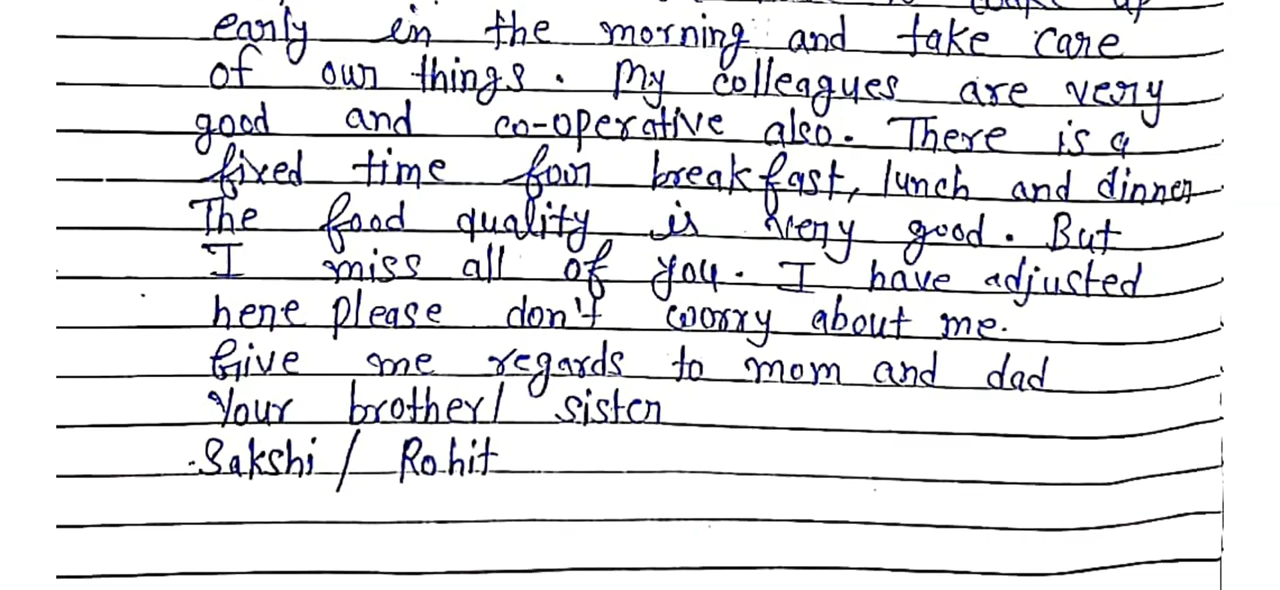 early in the morning and take care
of our things. My colleagues are very
good and co-operative also. There is a
fixed time for breakfast, lunch and dinner
The food quality is very good. But
I miss all of you. I have adjusted
here please don't worry about me.
Give me regards to mom and dad
Your brother/ sister
Sakshi / Rohit